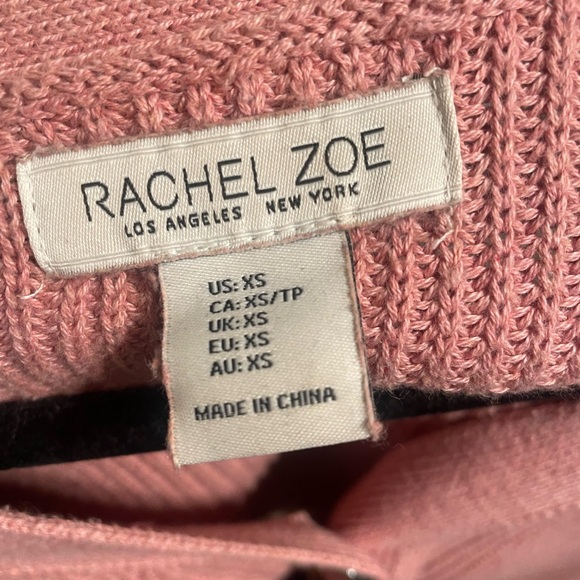 RACHEL ZOE
LOS ANGELES NEW YORK
US: XS
CA: XS/TP
UK: XS
EU: XS
AU: XS
MADE IN CHINA